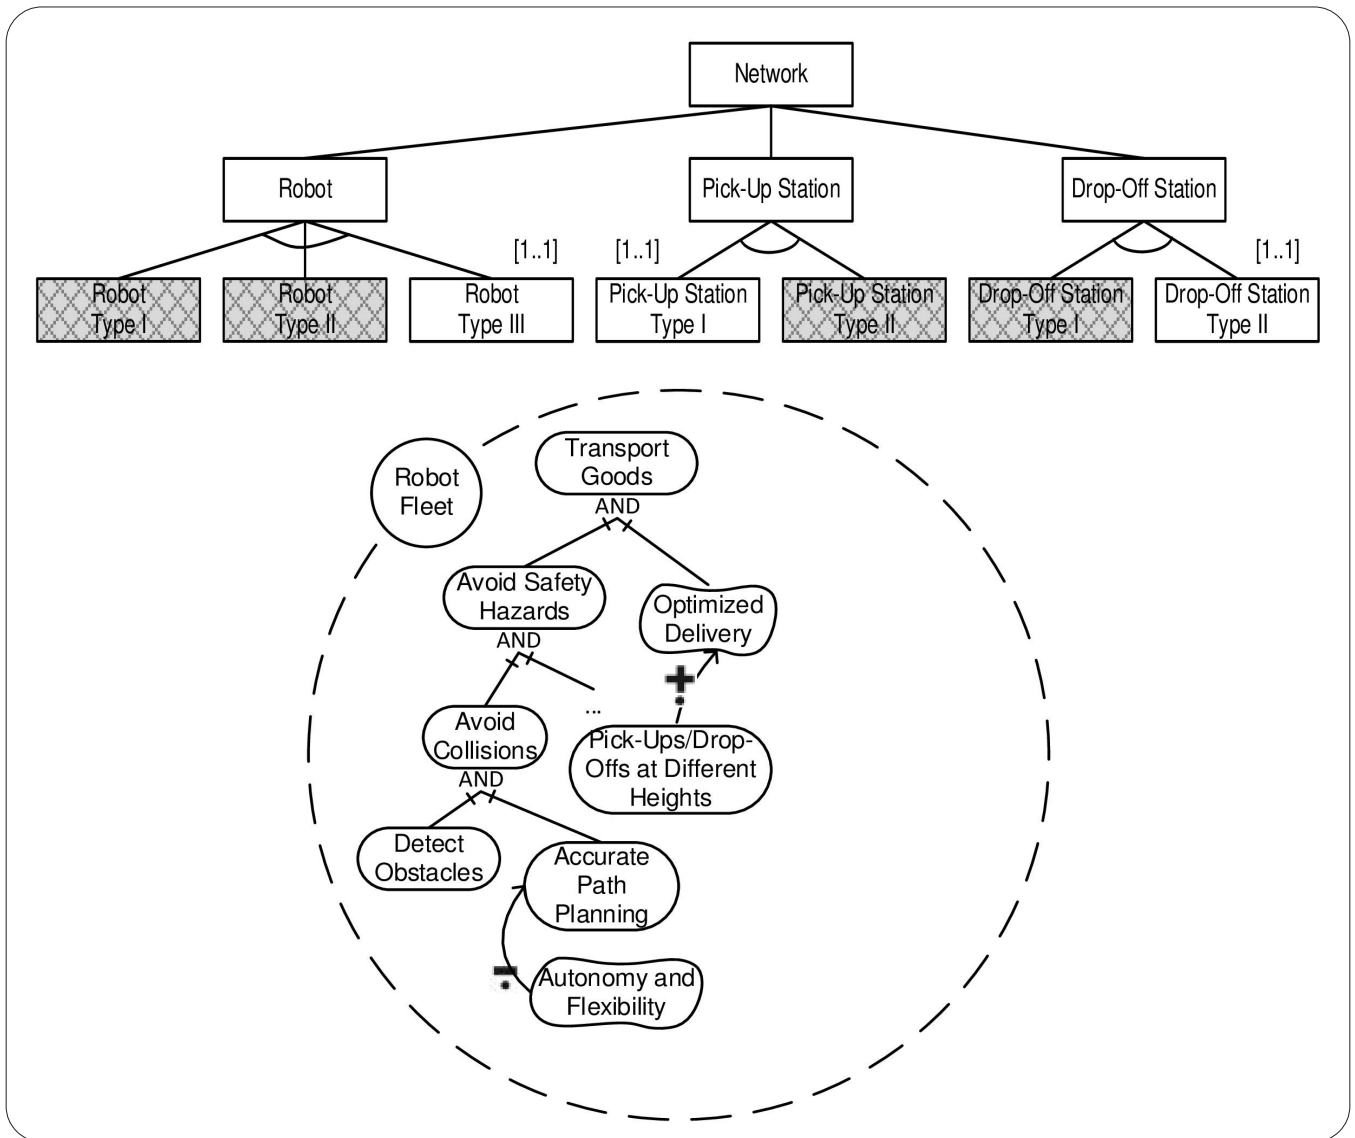 Network
Robot
Pick-Up Station
Drop-Off Station
[1..1]
[1..1]
[1..1]
Robot
Type I
Robot
Type II
Robot
Type III
Pick-Up Station
Type I
Pick-Up Station
Type II
Drop-Off Station
Type I
Drop-Off Station
Type II
Robot
Fleet
Transport
Goods
AND
Avoid Safety
Hazards
Optimized
Delivery
AND
...
Avoid
Collisions
Pick-Ups/Drop-
Offs at Different
Heights
AND
Detect
Obstacles
Accurate
Path
Planning
Autonomy and
Flexibility